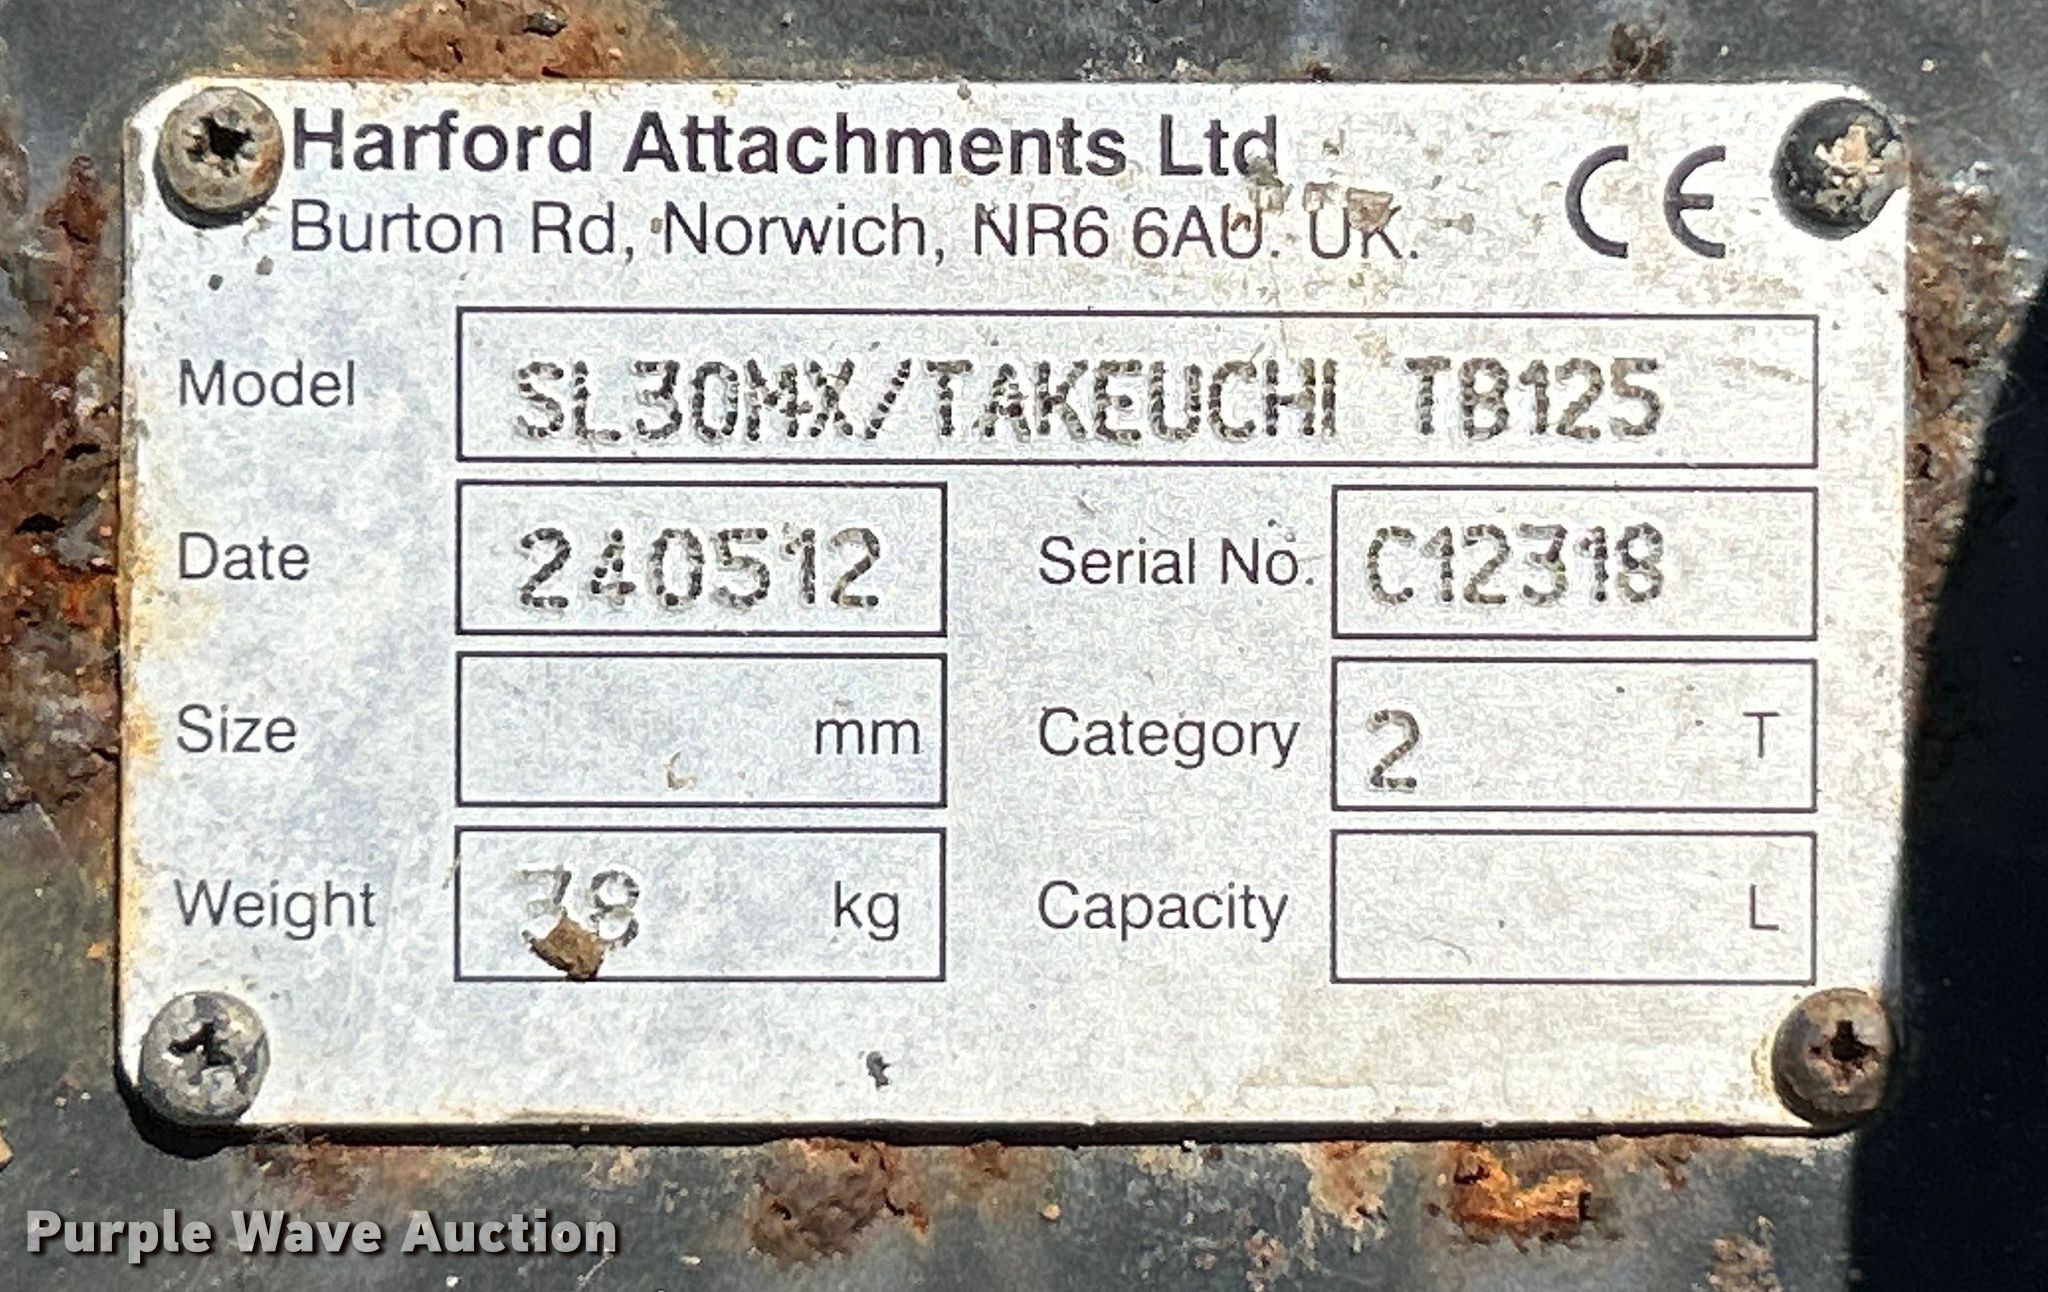 Harford Attachments Ltd
Burton Rd, Norwich, NR6 6AU. UK.
CE
Model SL30MX/TAKEUCHI TB125
Date 240512 Serial No. C12318
Size mm Category 2 T
Weight 38 kg Capacity L
Purple Wave Auction